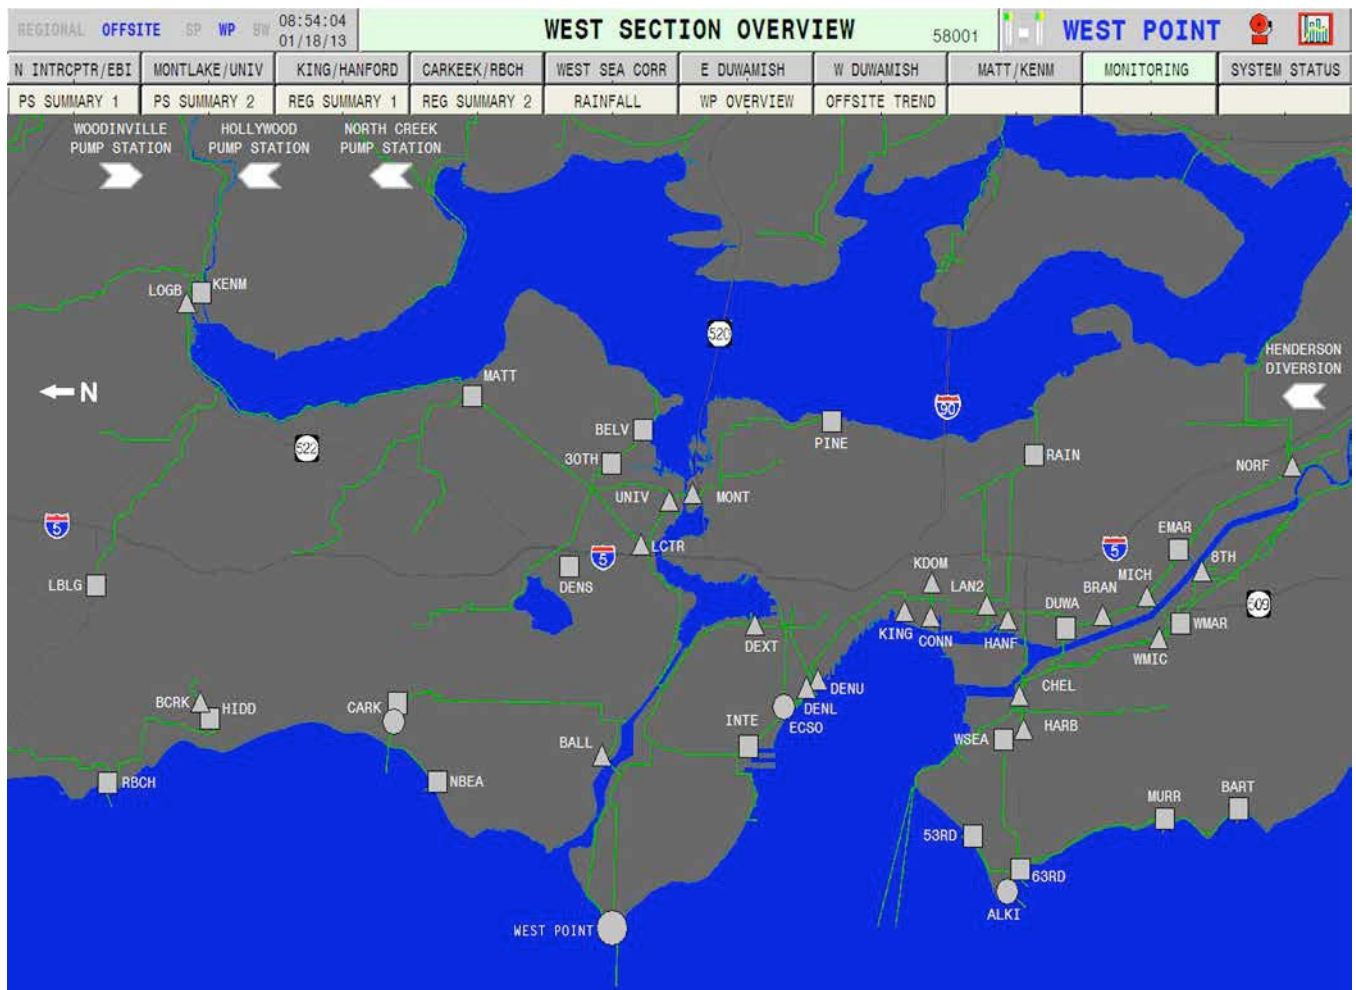 REGIONAL OFFSITE SP WP BW 08:54:04 01/18/13 WEST SECTION OVERVIEW 58001 WEST POINT
N INTRCPTR/EBI MONTLAKE/UNIV KING/HANFORD CARKEEK/RBCH WEST SEA CORR E DUWAMISH W DUWAMISH MATT/KENM MONITORING SYSTEM STATUS
PS SUMMARY 1 PS SUMMARY 2 REG SUMMARY 1 REG SUMMARY 2 RAINFALL WP OVERVIEW OFFSITE TREND
WOODINVILLE
PUMP STATION
HOLLYWOOD
PUMP STATION
NORTH CREEK
PUMP STATION
LOGB
KENM
520
HENDERSON
DIVERSION
N
MATT
90
BELV
PINE
522
30TH
RAIN
NORF
UNIV
MONT
5
LCTR
5
EMAR
5
8TH
KDOM
LBLG
DENS
LAN2
BRAN
MICH
DUWA
509
WMAR
DEXT
KING
CONN
HANF
WMIC
BCRK
HIDD
CARK
DENU
DENL
ECSO
CHEL
INTE
HARB
WSEA
BALL
RBCH
NBEA
MURR
BART
53RD
63RD
ALKI
WEST POINT